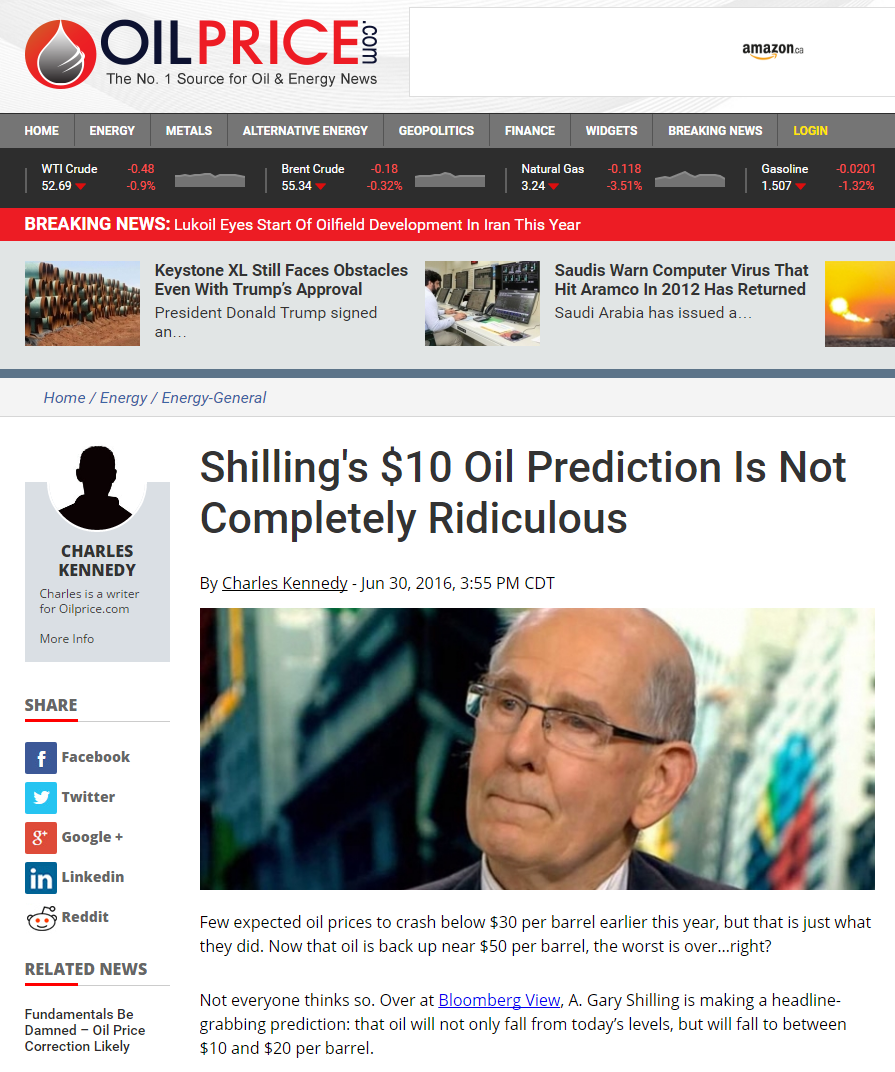 OILPRICE.com
The No. 1 Source for Oil & Energy News
amazon.ca
HOME ENERGY METALS ALTERNATIVE ENERGY GEOPOLITICS FINANCE WIDGETS BREAKING NEWS LOGIN
WTI Crude -0.48 Brent Crude -0.18 Natural Gas -0.118 Gasoline -0.0201
52.69 -0.9% 55.34 -0.32% 3.24 -3.51% 1.507 -1.32%
BREAKING NEWS: Lukoil Eyes Start Of Oilfield Development In Iran This Year
Keystone XL Still Faces Obstacles
Even With Trump’s Approval
President Donald Trump signed
an…
Saudis Warn Computer Virus That
Hit Aramco In 2012 Has Returned
Saudi Arabia has issued a…
Home / Energy / Energy-General
CHARLES
KENNEDY
Charles is a writer
for Oilprice.com
More Info
SHARE
Facebook
Twitter
Google +
Linkedin
Reddit
RELATED NEWS
Fundamentals Be
Damned – Oil Price
Correction Likely
Shilling's $10 Oil Prediction Is Not
Completely Ridiculous
By Charles Kennedy - Jun 30, 2016, 3:55 PM CDT
Few expected oil prices to crash below $30 per barrel earlier this year, but that is just what
they did. Now that oil is back up near $50 per barrel, the worst is over…right?
Not everyone thinks so. Over at Bloomberg View, A. Gary Shilling is making a headline-
grabbing prediction: that oil will not only fall from today’s levels, but will fall to between
$10 and $20 per barrel.